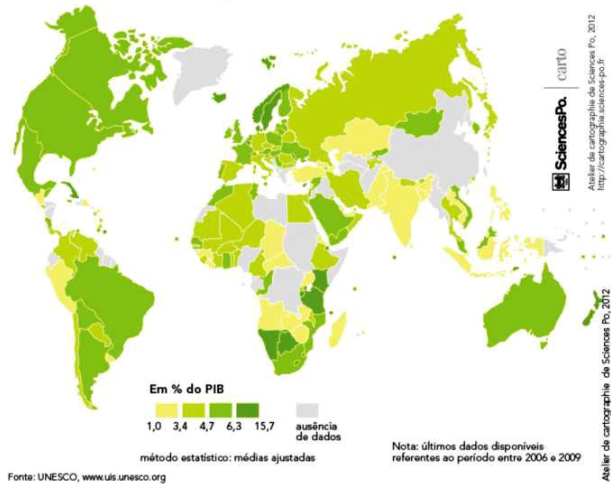 SciencesPo. | carto
Atelier de cartographie de Sciences Po, 2012
http://cartographie.sciences-po.fr
Em % do PIB
1,0 3,4 4,7 6,3 15,7
ausência
de dados
método estatístico: médias ajustadas
Nota: últimos dados disponíveis
referentes ao período entre 2006 e 2009
Atelier de cartographie de Sciences Po, 2012
Fonte: UNESCO, www.uis.unesco.org